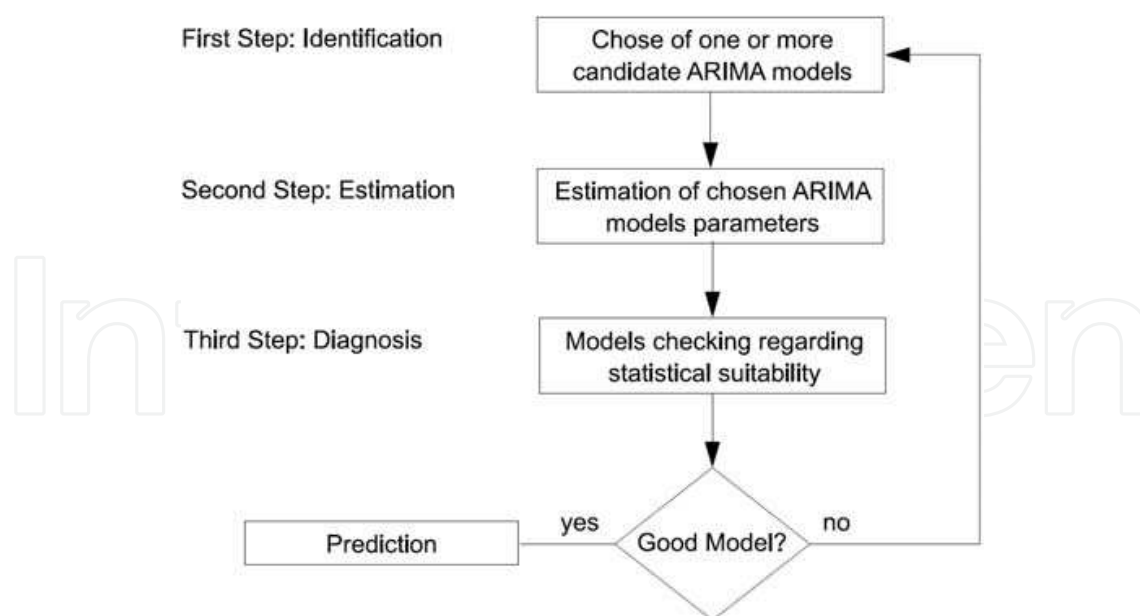 First Step: Identification
Chose of one or more
candidate ARIMA models
Second Step: Estimation
Estimation of chosen ARIMA
models parameters
Third Step: Diagnosis
Models checking regarding
statistical suitability
Good Model?
yes
no
Prediction